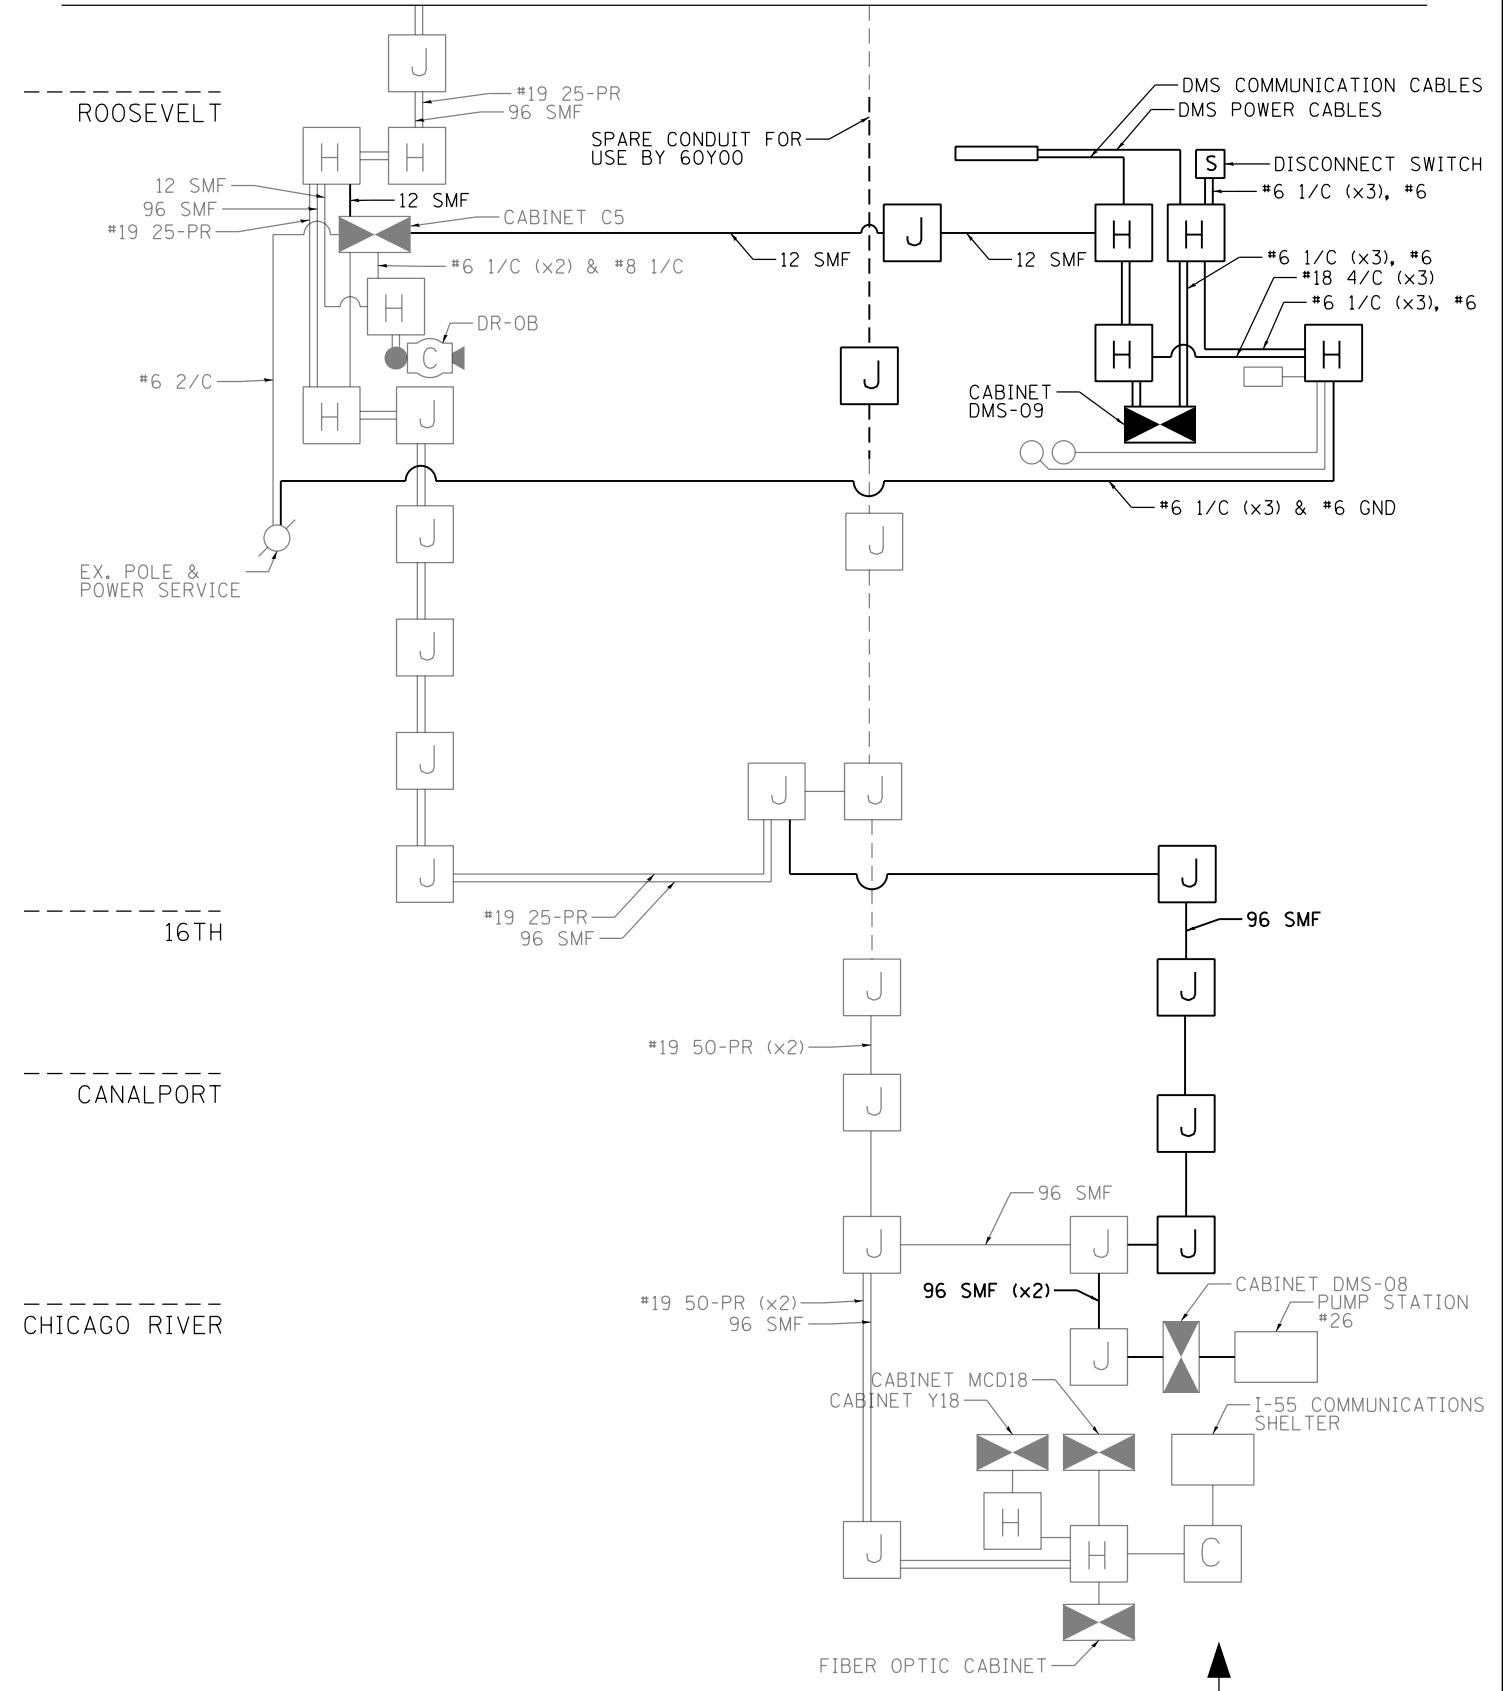 J
#19 25-PR
96 SMF
ROOSEVELT
DMS COMMUNICATION CABLES
DMS POWER CABLES
SPARE CONDUIT FOR
USE BY 60Y00
H
H
S
DISCONNECT SWITCH
12 SMF
96 SMF
#19 25-PR
12 SMF
#6 1/C (x3), #6
CABINET C5
J
H
H
12 SMF
12 SMF
#6 1/C (x2) & #8 1/C
#6 1/C (x3), #6
#18 4/C (x3)
#6 1/C (x3), #6
H
DR-0B
C
J
H
H
#6 2/C
CABINET
DMS-09
H
J
#6 1/C (x3) & #6 GND
J
J
EX. POLE &
POWER SERVICE
J
J
J
J
J
J
#19 25-PR
96 SMF
16TH
96 SMF
J
J
#19 50-PR (x2)
CANALPORT
J
J
96 SMF
J
J
J
#19 50-PR (x2)
96 SMF
96 SMF (x2)
CABINET DMS-08
PUMP STATION
#26
CHICAGO RIVER
J
CABINET MCD18
CABINET Y18
I-55 COMMUNICATIONS
SHELTER
H
J
H
C
FIBER OPTIC CABINET